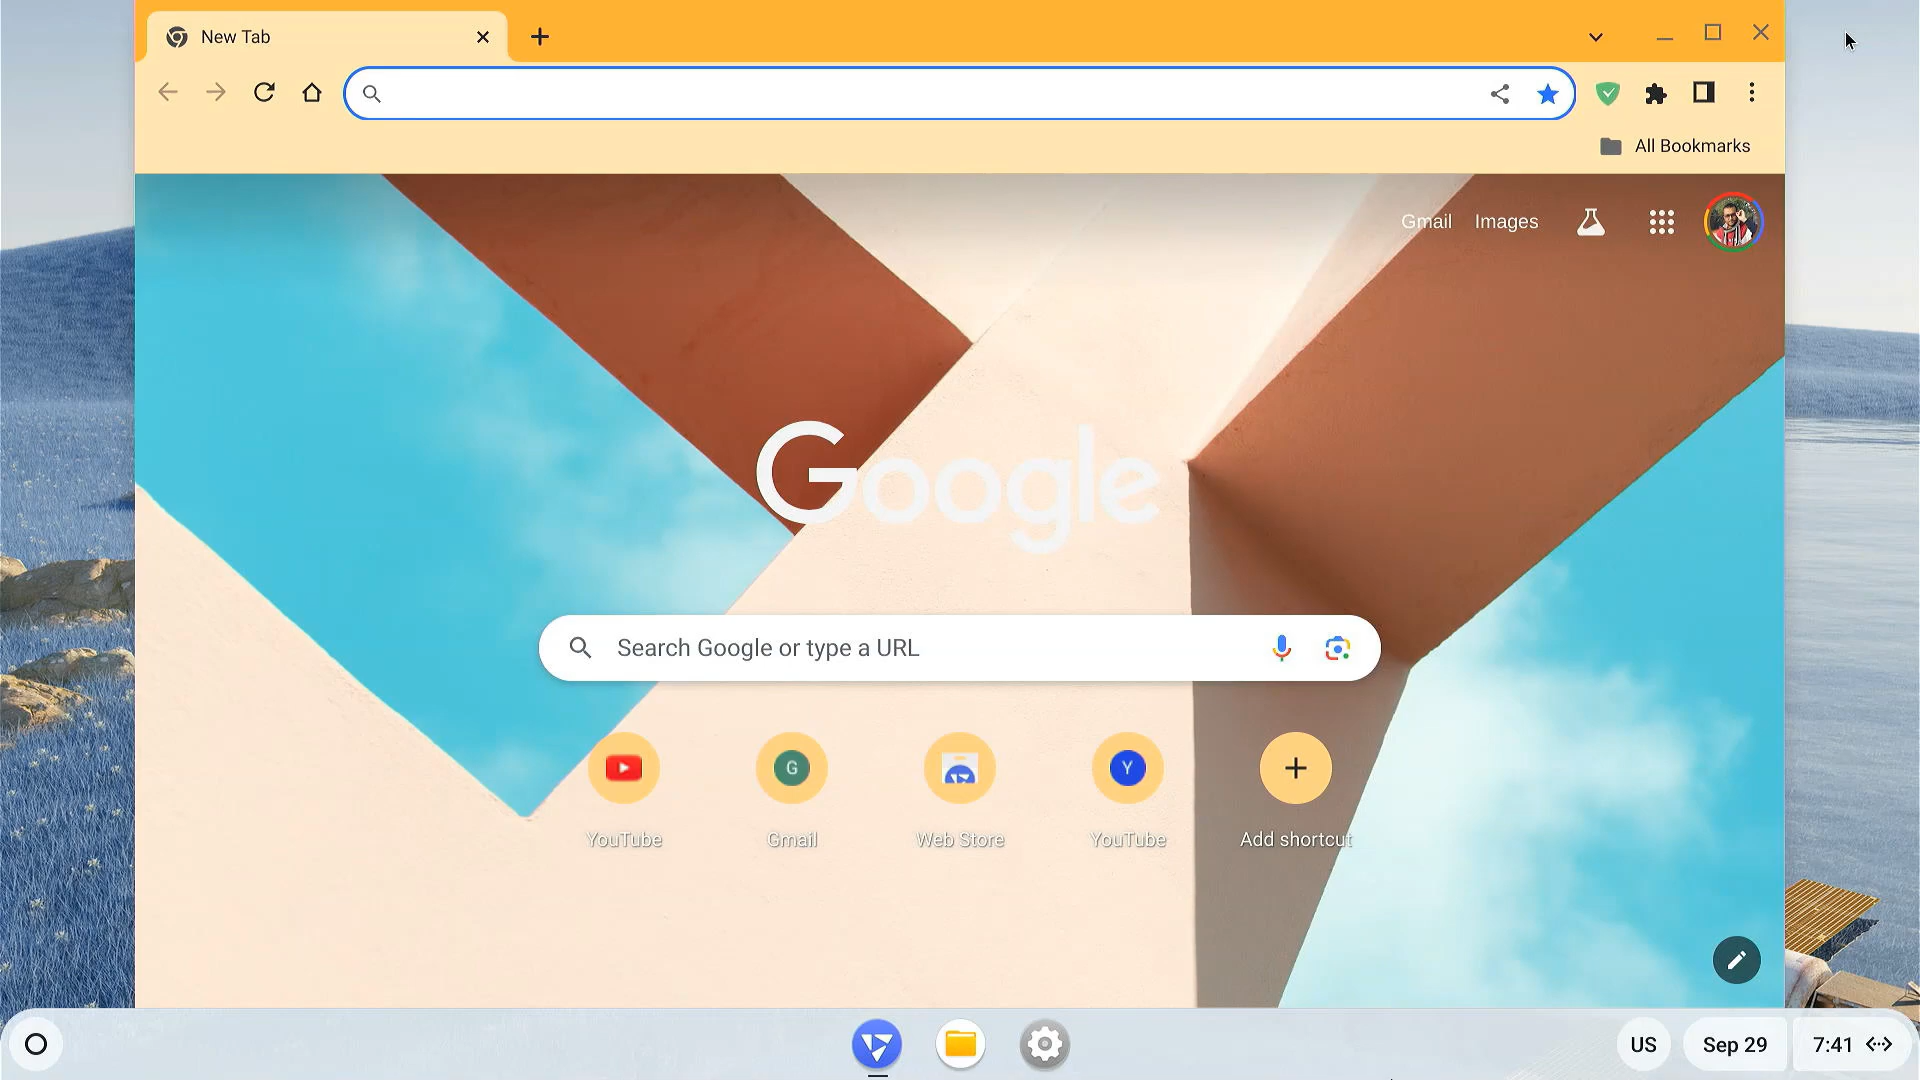 New Tab
All Bookmarks
Gmail Images
Google
Search Google or type a URL
G Y
YouTube Gmail Web Store YouTube Add shortcut
US Sep 29 7:41